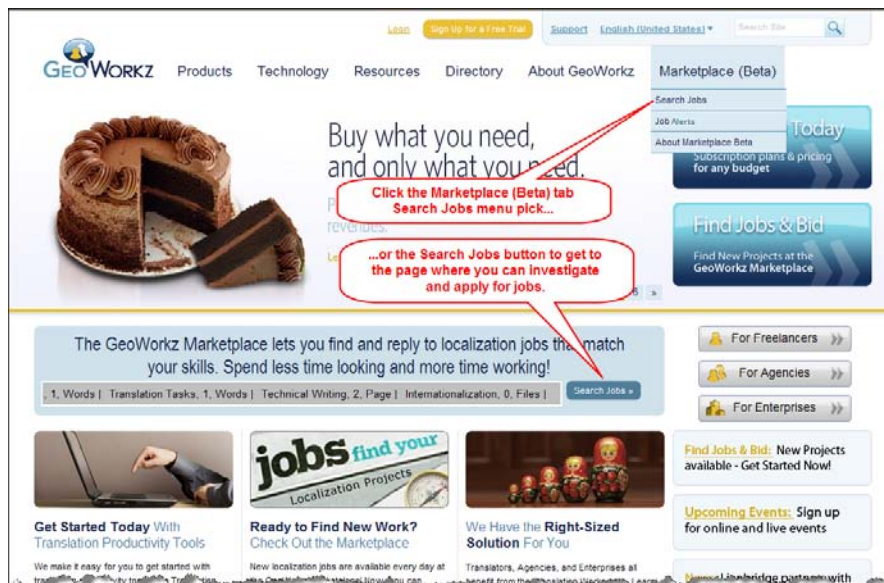 Login
Sign Up for a Free Trial
Support
English (United States)
Search Site
GEOWORKZ
Products
Technology
Resources
Directory
About GeoWorkz
Marketplace (Beta)
Search Jobs
Job Alerts
About Marketplace Beta
Buy what you need,
and only what you need.
revenues.
Today
Subscription plans & pricing
for any budget
Click the Marketplace (Beta) tab
Search Jobs menu pick...
...or the Search Jobs button to get to
the page where you can investigate
and apply for jobs.
Find Jobs & Bid
Find New Projects at the
GeoWorkz Marketplace
6 »
The GeoWorkz Marketplace lets you find and reply to localization jobs that match
your skills. Spend less time looking and more time working!
, 1, Words | Translation Tasks, 1, Words | Technical Writing, 2, Page | Internationalization, 0, Files |
Search Jobs »
For Freelancers
For Agencies
For Enterprises
jobs find your
Localization Projects
Get Started Today With
Translation Productivity Tools
We make it easy for you to get started with
Ready to Find New Work?
Check Out the Marketplace
New localization jobs are available every day at
We Have the Right-Sized
Solution For You
Translators, Agencies, and Enterprises all
Find Jobs & Bid: New Projects
available - Get Started Now!
Upcoming Events: Sign up
for online and live events
Lionbridge partners with